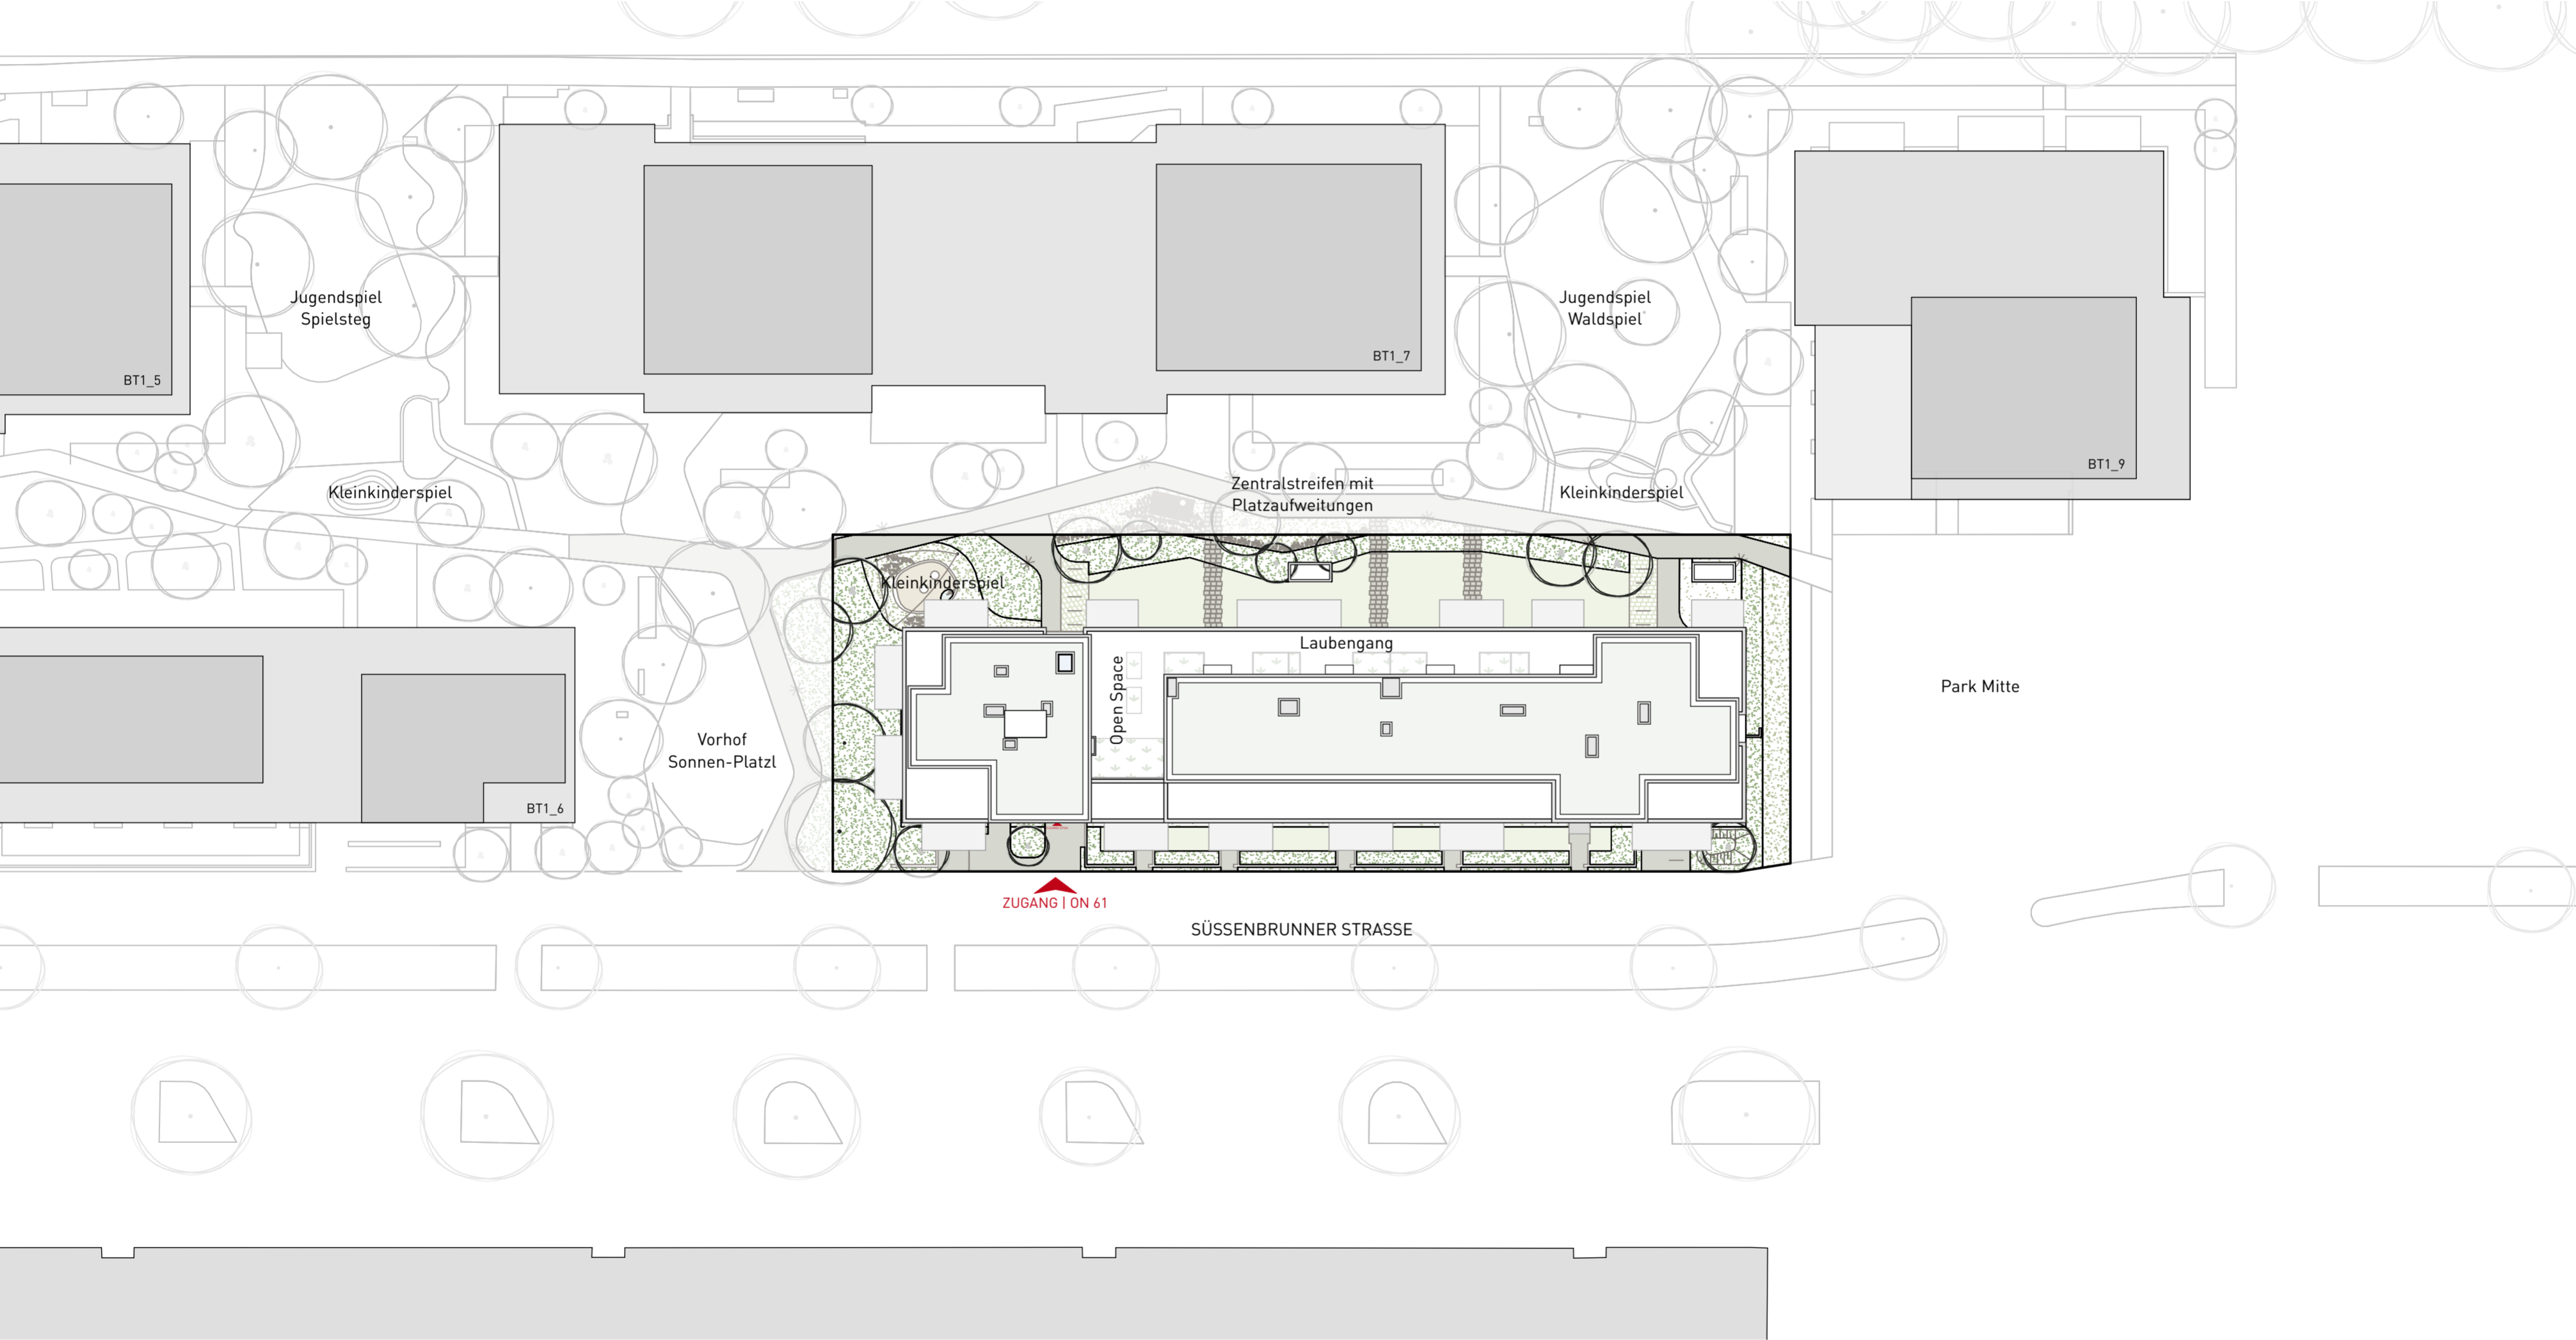 Jugendspiel
Spielsteg
Jugendspiel
Waldspiel
BT1_7
BT1_5
BT1_9
Kleinkinderspiel
Zentralstreifen mit
Platzaufweitungen
Kleinkinderspiel
Kleinkinderspiel
Laubengang
Open Space
Park Mitte
Vorhof
Sonnen-Platzl
BT1_6
ZUGANG | ON 61
SÜSSENBRUNNER STRASSE